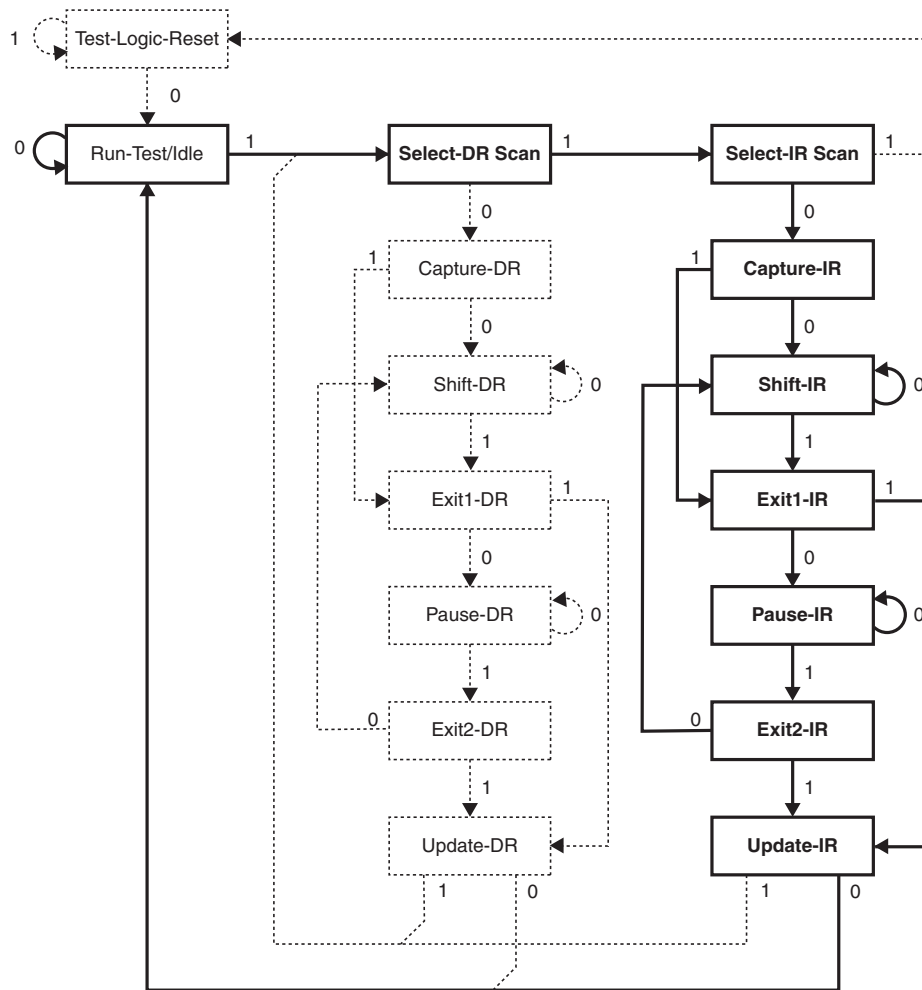 1
Test-Logic-Reset
0
0
Run-Test/Idle
1
Select-DR Scan
1
Select-IR Scan
1
0
0
1
Capture-DR
1
Capture-IR
0
0
Shift-DR
0
Shift-IR
0
1
1
Exit1-DR
1
Exit1-IR
1
0
0
Pause-DR
0
Pause-IR
0
1
1
0
Exit2-DR
0
Exit2-IR
1
1
Update-DR
Update-IR
1
0
1
0